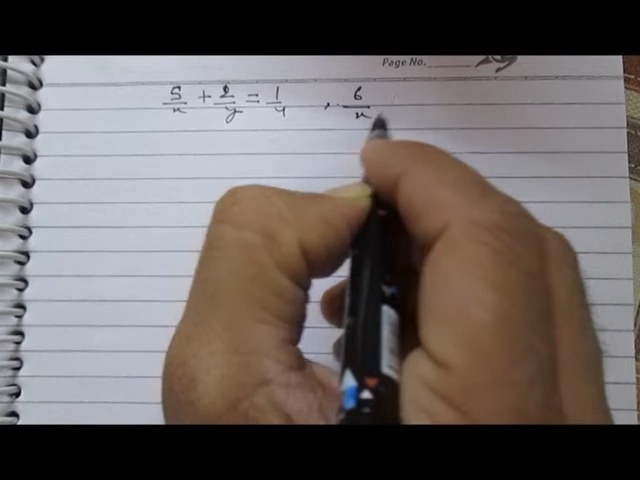 Page No.
5/x + 2/y = 1/4 , 6/x